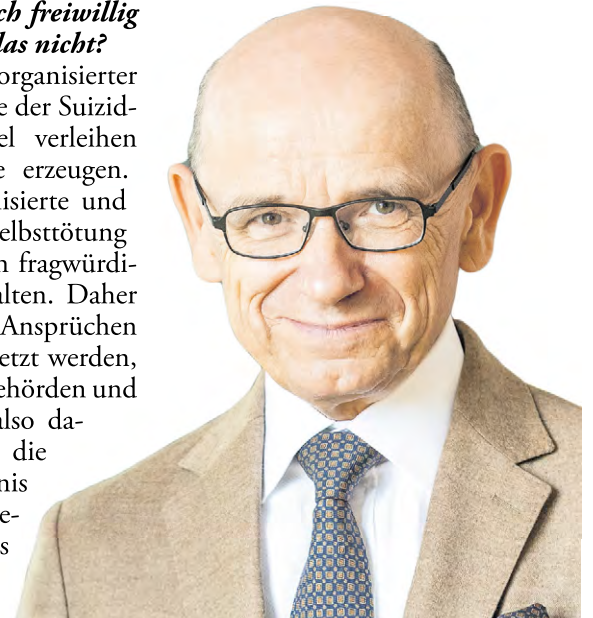 ch freiwillig
das nicht?
organisierter
e der Suizid-
el verleihen
e erzeugen.
isierte und
elbsttötung
n fragwürdi-
alten. Daher
Ansprüchen
etzt werden,
ehörden und
also da-
die
nis
e-
s